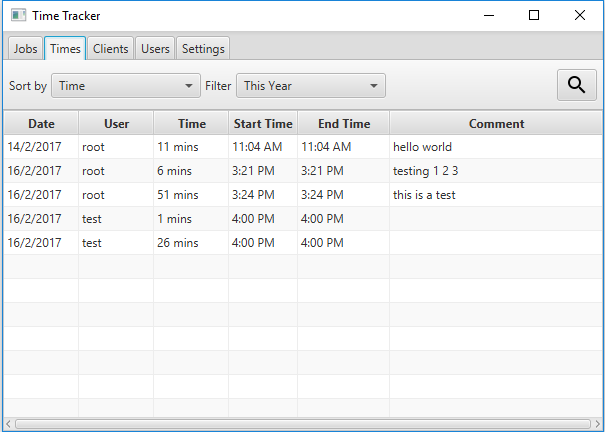 Time Tracker
Jobs Times Clients Users Settings
Sort by Time Filter This Year
Date User Time Start Time End Time Comment
14/2/2017 root 11 mins 11:04 AM 11:04 AM hello world
16/2/2017 root 6 mins 3:21 PM 3:21 PM testing 1 2 3
16/2/2017 root 51 mins 3:24 PM 3:24 PM this is a test
16/2/2017 test 1 mins 4:00 PM 4:00 PM
16/2/2017 test 26 mins 4:00 PM 4:00 PM